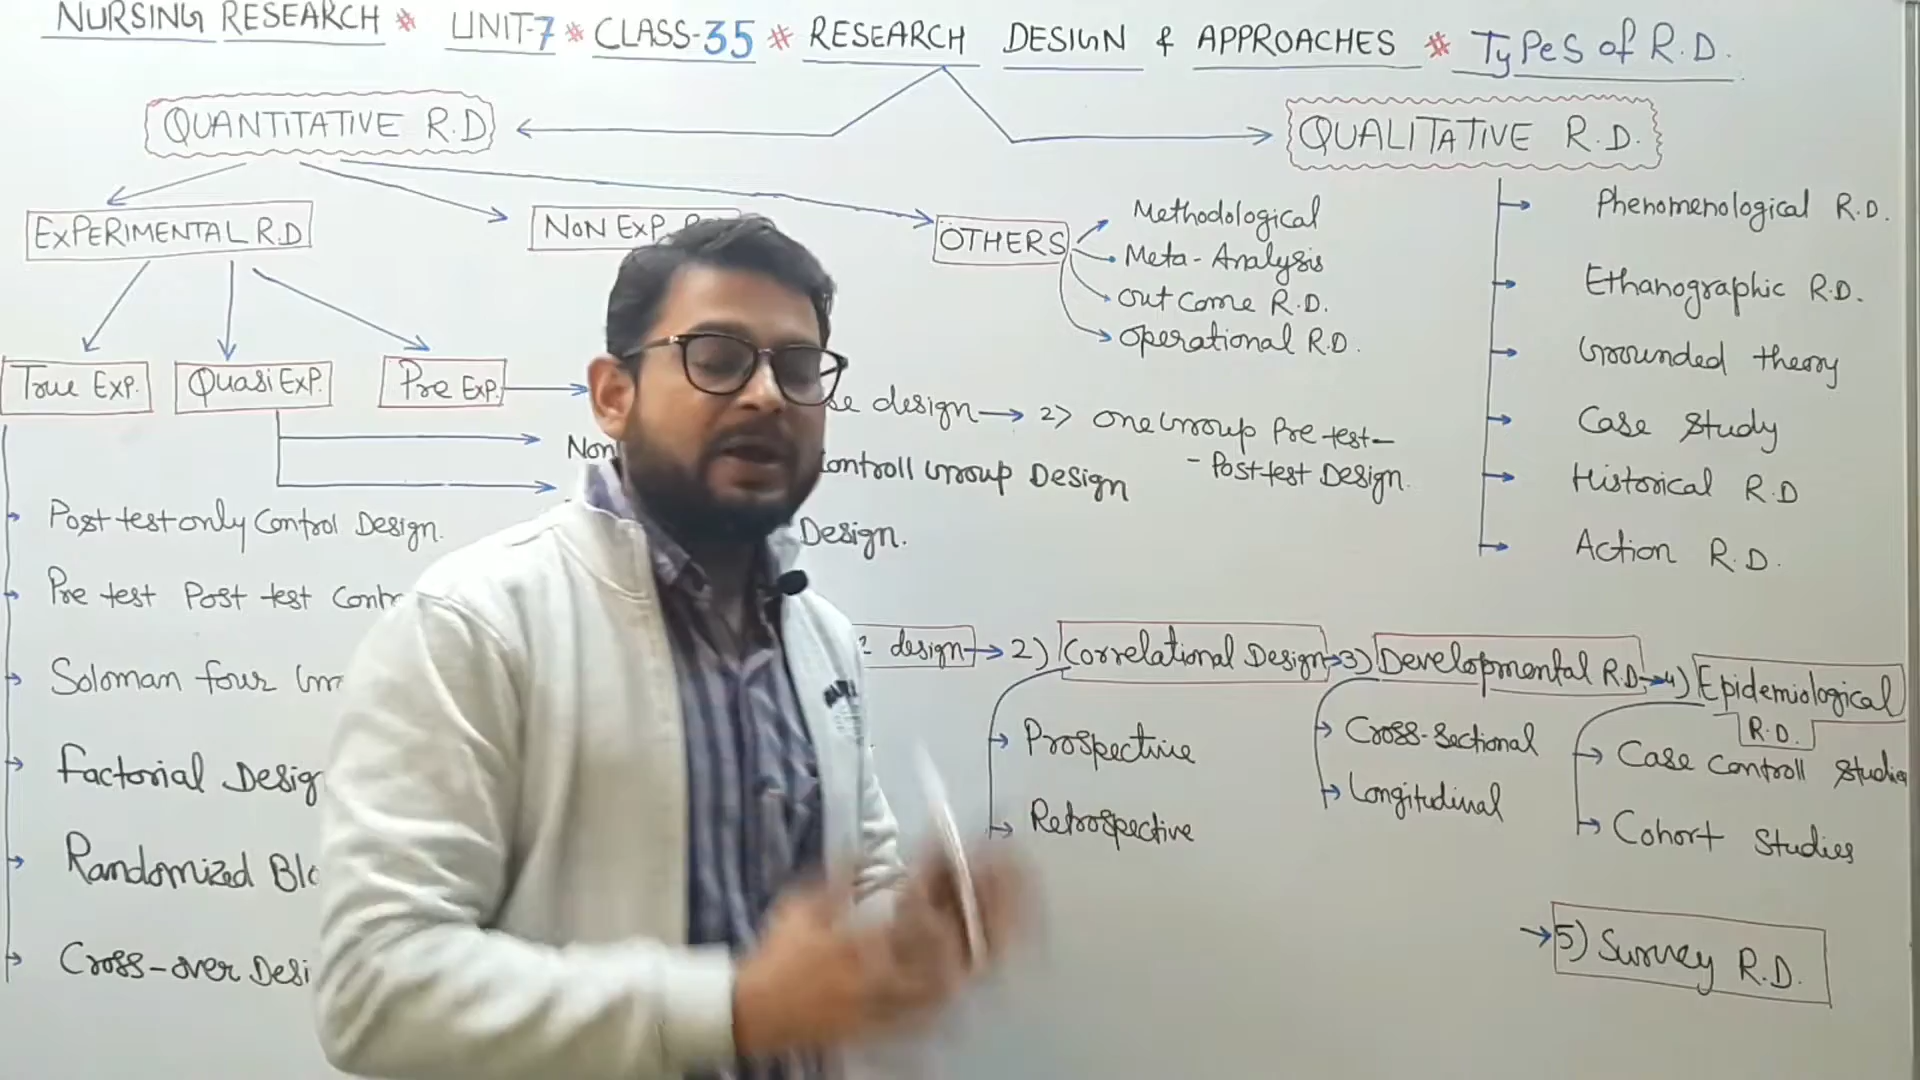 NURSING RESEARCH * UNIT-7 * CLASS-35 * RESEARCH DESIGN & APPROACHES * TyPes of R.D.
QUANTITATIVE R.D
QUALITATIVE R.D.
EXPERIMENTAL R.D
NON EXP.
OTHERS
Methodological
Meta-Analysis
Out Come R.D.
Operational R.D.
True Exp.
Quasi Exp.
Pre Exp.
design → 2> one Group Pre test-
- Post test Design.
Non
Controll Group Design
Design.
Post test only Control Design.
Pre test Post test
Soloman four
Factorial
Randomized
Cross-over
Phenomenological R.D.
Ethanographic R.D.
Grounded theory
Case Study
Historical R.D
Action R.D.
design → 2) Correlational Design → 3) Developmental R.D → 4) Epidemiological
R.D.
Prospective
Retrospective
Cross-Sectional
Longitudinal
Case Controll Studies
Cohort Studies
→ 5) Survey R.D.